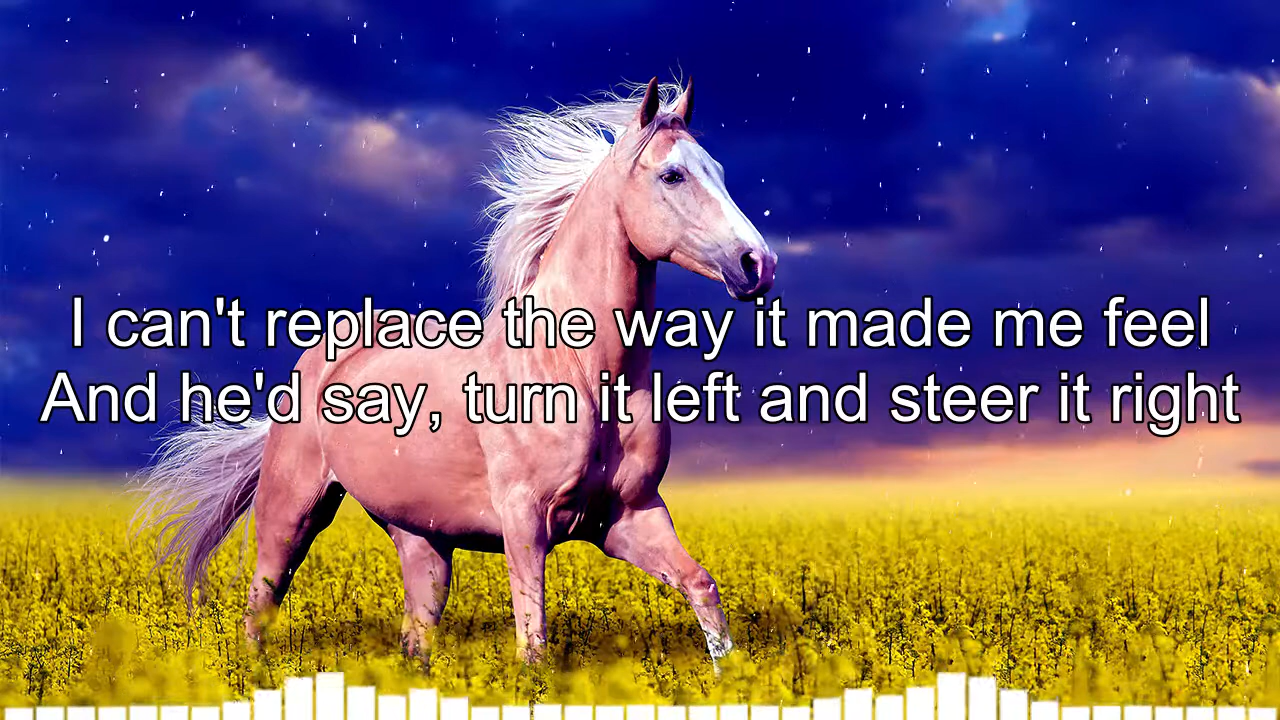 I can't replace the way it made me feel
And he'd say, turn it left and steer it right